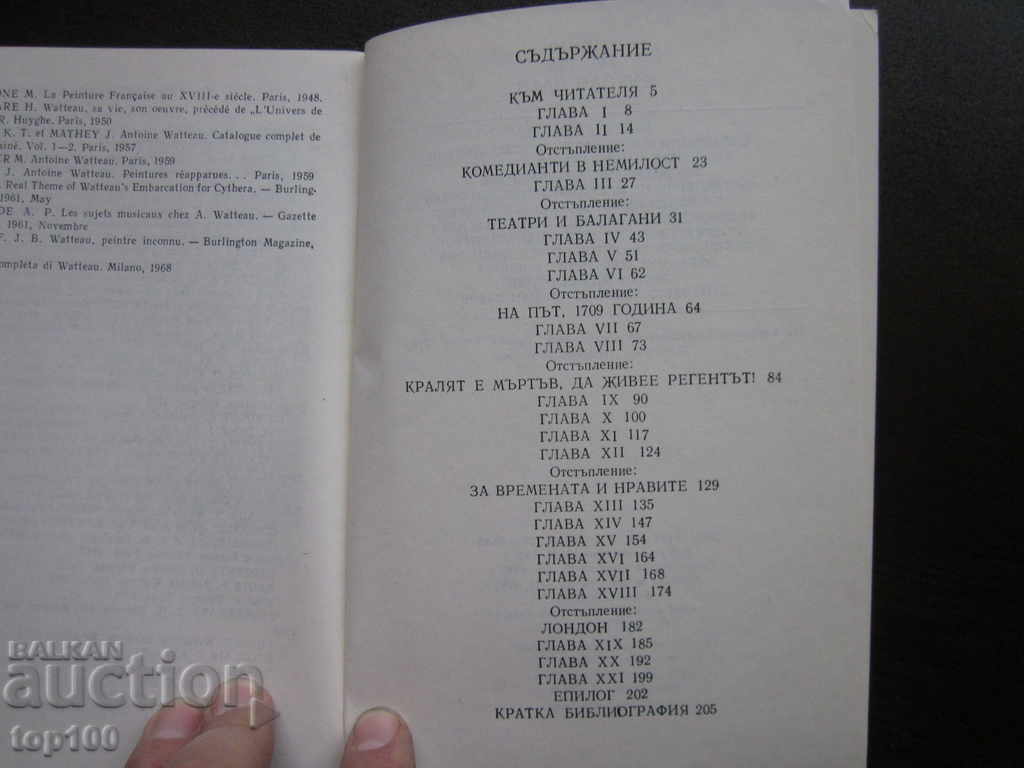 M. La Peinture Française au XVIII-e siécle. Paris, 1948.
H. Watteau, sa vie, son oeuvre, précédé de „L'Univers de
R. Huyghe. Paris, 1950
K. T. et MATHEY J. Antoine Watteau. Catalogue complet de
Vol. 1—2. Paris, 1957
M. Antoine Watteau. Paris, 1959
J. Antoine Watteau. Peintures réapparues. . . Paris, 1959
Real Theme of Watteau's Embarcation for Cythera. — Burling-
1961, May
A. P. Les sujets musicaux chez A. Watteau. — Gazette
1961, Novembre
F. J. B. Watteau, peintre inconnu. — Burlington Magazine,
completa di Watteau. Milano, 1968
СЪДЪРЖАНИЕ
КЪМ ЧИТАТЕЛЯ 5
ГЛАВА I 8
ГЛАВА II 14
Отстъпление:
КОМЕДИАНТИ В НЕМИЛОСТ 23
ГЛАВА III 27
Отстъпление:
ТЕАТРИ И БАЛАГАНИ 31
ГЛАВА IV 43
ГЛАВА V 51
ГЛАВА VI 62
Отстъпление:
НА ПЪТ, 1709 ГОДИНА 64
ГЛАВА VII 67
ГЛАВА VIII 73
Отстъпление:
КРАЛЯТ Е МЪРТЪВ, ДА ЖИВЕЕ РЕГЕНТЪТ! 84
ГЛАВА IX 90
ГЛАВА X 100
ГЛАВА XI 117
ГЛАВА XII 124
Отстъпление:
ЗА ВРЕМЕНАТА И НРАВИТЕ 129
ГЛАВА XIII 135
ГЛАВА XIV 147
ГЛАВА XV 154
ГЛАВА XVI 164
ГЛАВА XVII 168
ГЛАВА XVIII 174
Отстъпление:
ЛОНДОН 182
ГЛАВА XIX 185
ГЛАВА XX 192
ГЛАВА XXI 199
ЕПИЛОГ 202
КРАТКА БИБЛИОГРАФИЯ 205
BALKAN
auction
top100